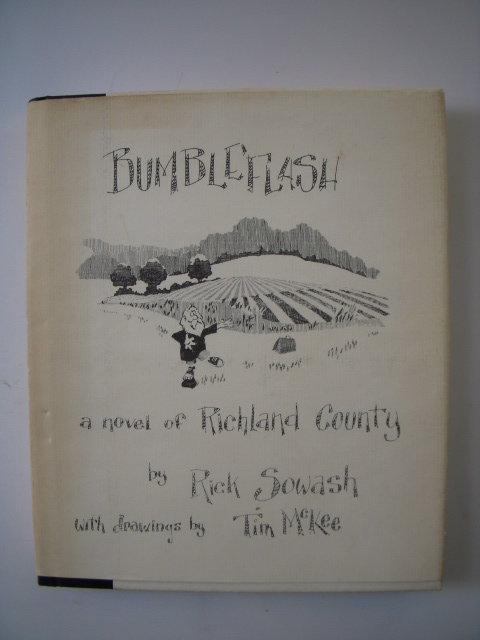 BUMBLEFLASH
a novel of Richland County
by Rick Sowash
with drawings by Tim McKee